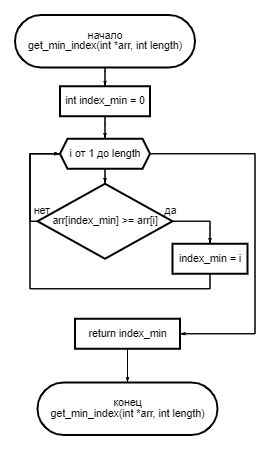 начало
get_min_index(int *arr, int length)
int index_min = 0
i от 1 до length
нет
да
arr[index_min] >= arr[i]
index_min = i
return index_min
конец
get_min_index(int *arr, int length)